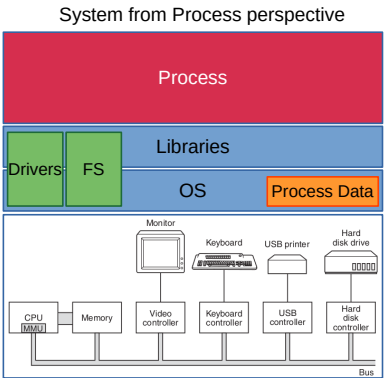 System from Process perspective
Process
Libraries
Drivers FS
OS
Process Data
Monitor
Keyboard
USB printer
Hard
disk drive
CPU
MMU
Memory
Video
controller
Keyboard
controller
USB
controller
Hard
disk
controller
Bus